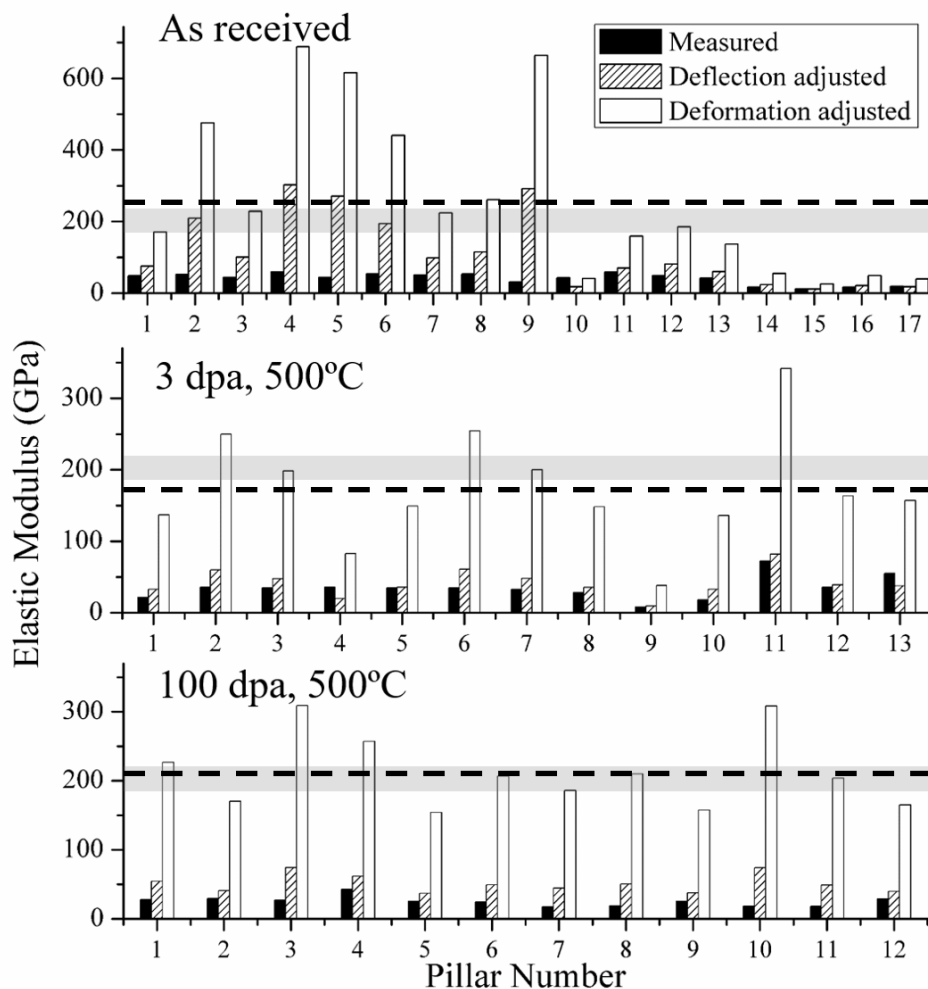 As received
Measured
Deflection adjusted
Deformation adjusted
600
400
200
0
1 2 3 4 5 6 7 8 9 10 11 12 13 14 15 16 17
3 dpa, 500ºC
300
200
100
0
1 2 3 4 5 6 7 8 9 10 11 12 13
100 dpa, 500ºC
300
200
100
0
1 2 3 4 5 6 7 8 9 10 11 12
Elastic Modulus (GPa)
Pillar Number